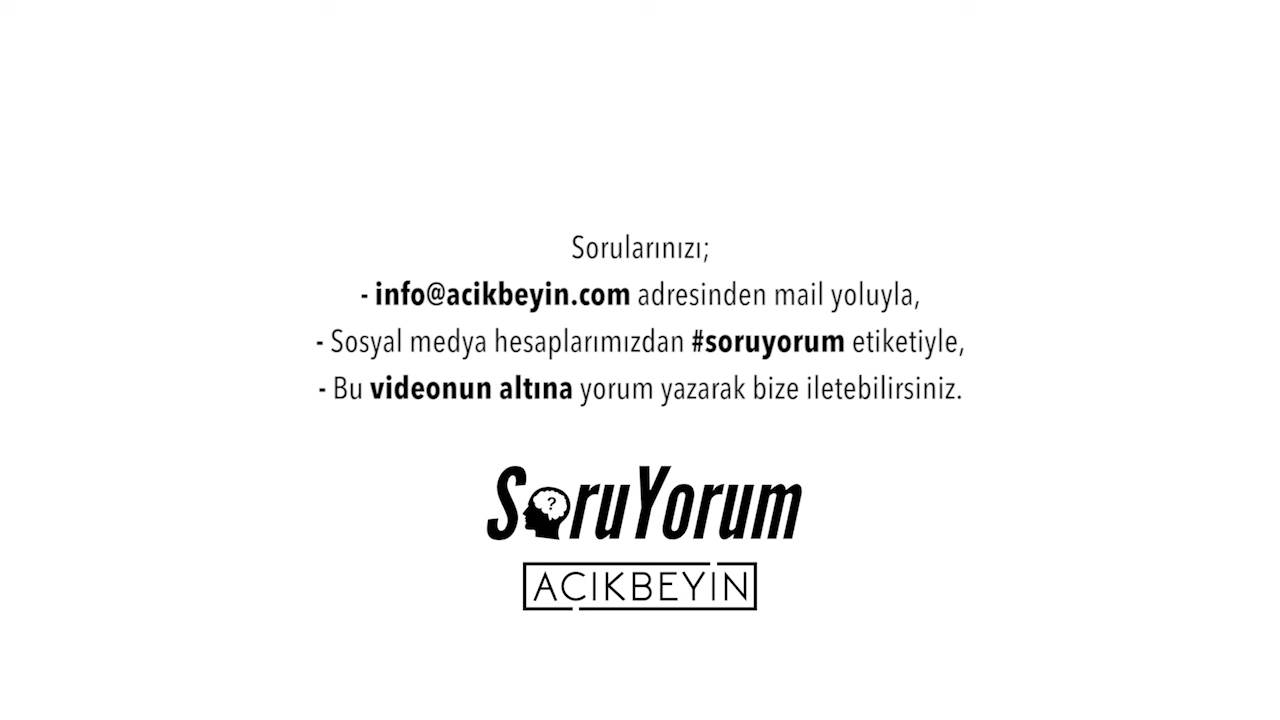 Sorularınızı;
- info@acikbeyin.com adresinden mail yoluyla,
- Sosyal medya hesaplarımızdan #soruyorum etiketiyle,
- Bu videonun altına yorum yazarak bize iletebilirsiniz.
SoruYorum
AÇIKBEYİN